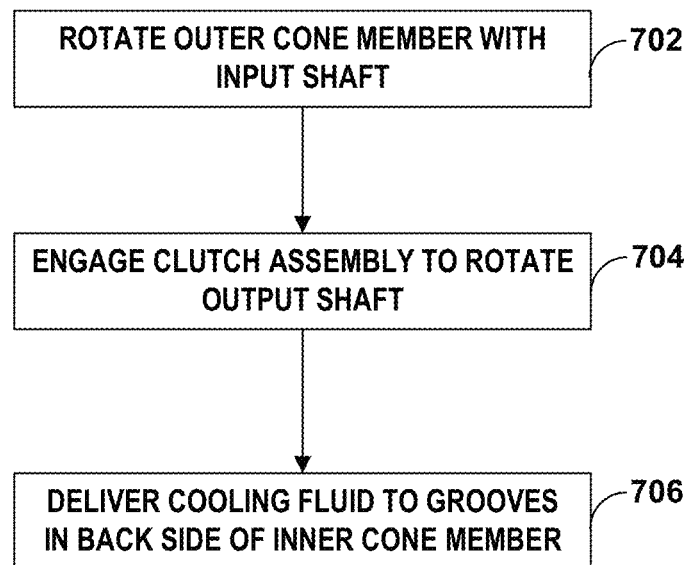 ROTATE OUTER CONE MEMBER WITH
INPUT SHAFT
702
ENGAGE CLUTCH ASSEMBLY TO ROTATE
OUTPUT SHAFT
704
DELIVER COOLING FLUID TO GROOVES
IN BACK SIDE OF INNER CONE MEMBER
706